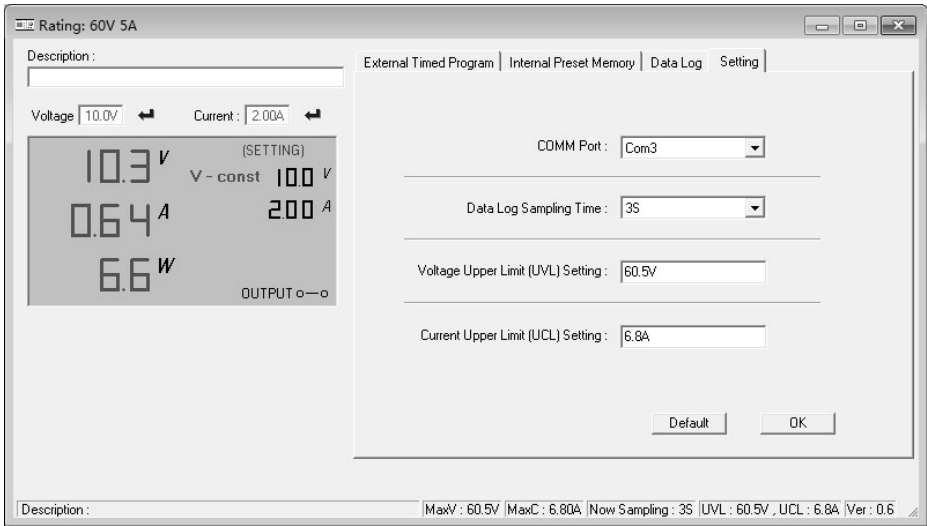 Rating: 60V 5A
Description :
Voltage 10.0V Current : 2.00A
10.3 V
(SETTING)
V - const 10.0 V
0.64 A
2.00 A
6.6 W
OUTPUT
External Timed Program Internal Preset Memory Data Log Setting
COMM Port : Com3
Data Log Sampling Time : 3S
Voltage Upper Limit (UVL) Setting : 60.5V
Current Upper Limit (UCL) Setting : 6.8A
Default OK
Description : MaxV : 60.5V MaxC : 6.80A Now Sampling : 3S UVL : 60.5V , UCL : 6.8A Ver : 0.6